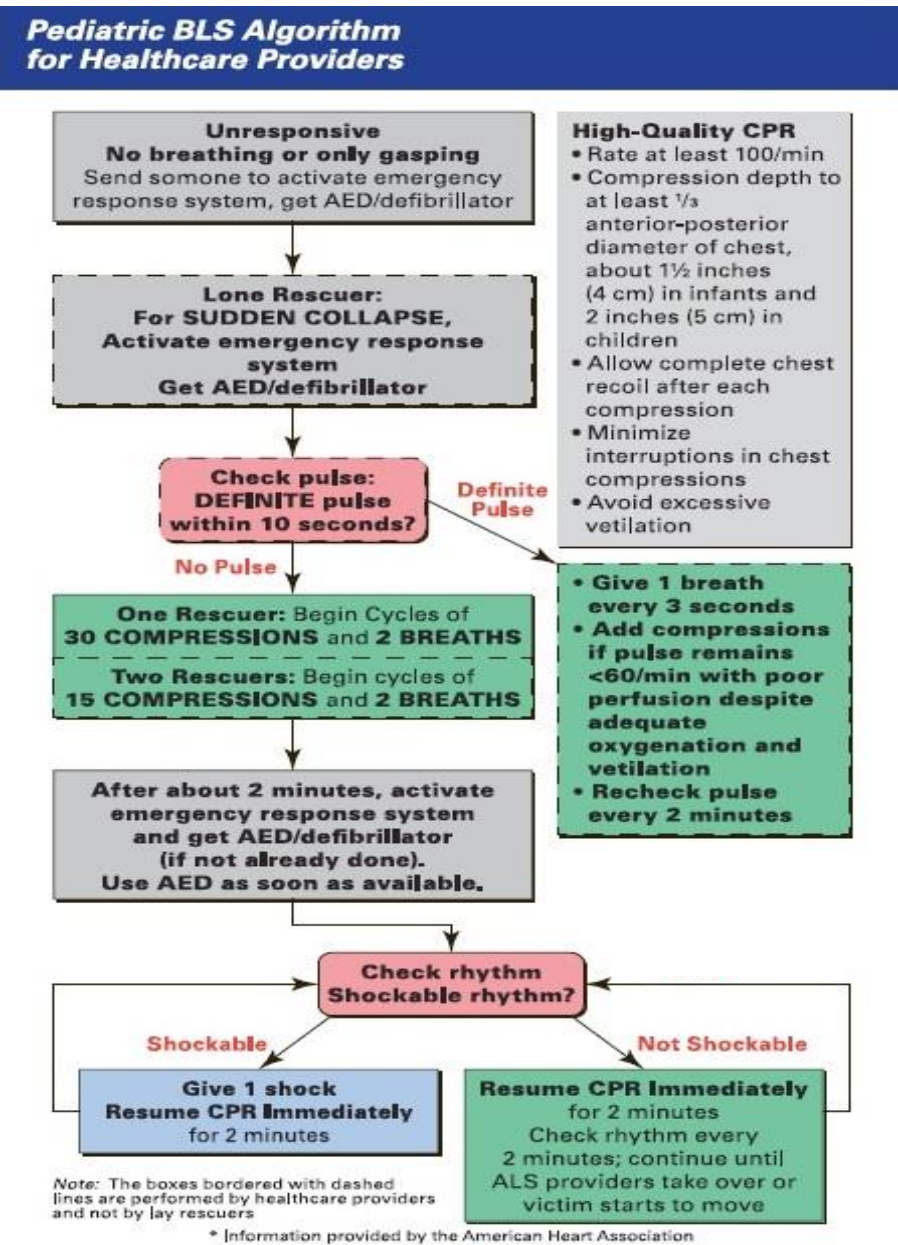 Pediatric BLS Algorithm
for Healthcare Providers
Unresponsive
No breathing or only gasping
Send somone to activate emergency
response system, get AED/defibrillator
Lone Rescuer:
For SUDDEN COLLAPSE,
Activate emergency response
system
Get AED/defibrillator
High-Quality CPR
• Rate at least 100/min
• Compression depth to
at least 1/3
anterior-posterior
diameter of chest,
about 1½ inches
(4 cm) in infants and
2 inches (5 cm) in
children
• Allow complete chest
recoil after each
compression
• Minimize
interruptions in chest
compressions
• Avoid excessive
vetilation
Check pulse:
DEFINITE pulse
within 10 seconds?
Definite
Pulse
No Pulse
• Give 1 breath
every 3 seconds
• Add compressions
if pulse remains
<60/min with poor
perfusion despite
adequate
oxygenation and
vetilation
• Recheck pulse
every 2 minutes
One Rescuer: Begin Cycles of
30 COMPRESSIONS and 2 BREATHS
Two Rescuers: Begin cycles of
15 COMPRESSIONS and 2 BREATHS
After about 2 minutes, activate
emergency response system
and get AED/defibrillator
(if not already done).
Use AED as soon as available.
Check rhythm
Shockable rhythm?
Shockable
Not Shockable
Give 1 shock
Resume CPR Immediately
for 2 minutes
Resume CPR Immediately
for 2 minutes
Check rhythm every
2 minutes; continue until
ALS providers take over or
victim starts to move
Note: The boxes bordered with dashed
lines are performed by healthcare providers
and not by lay rescuers
* Information provided by the American Heart Association